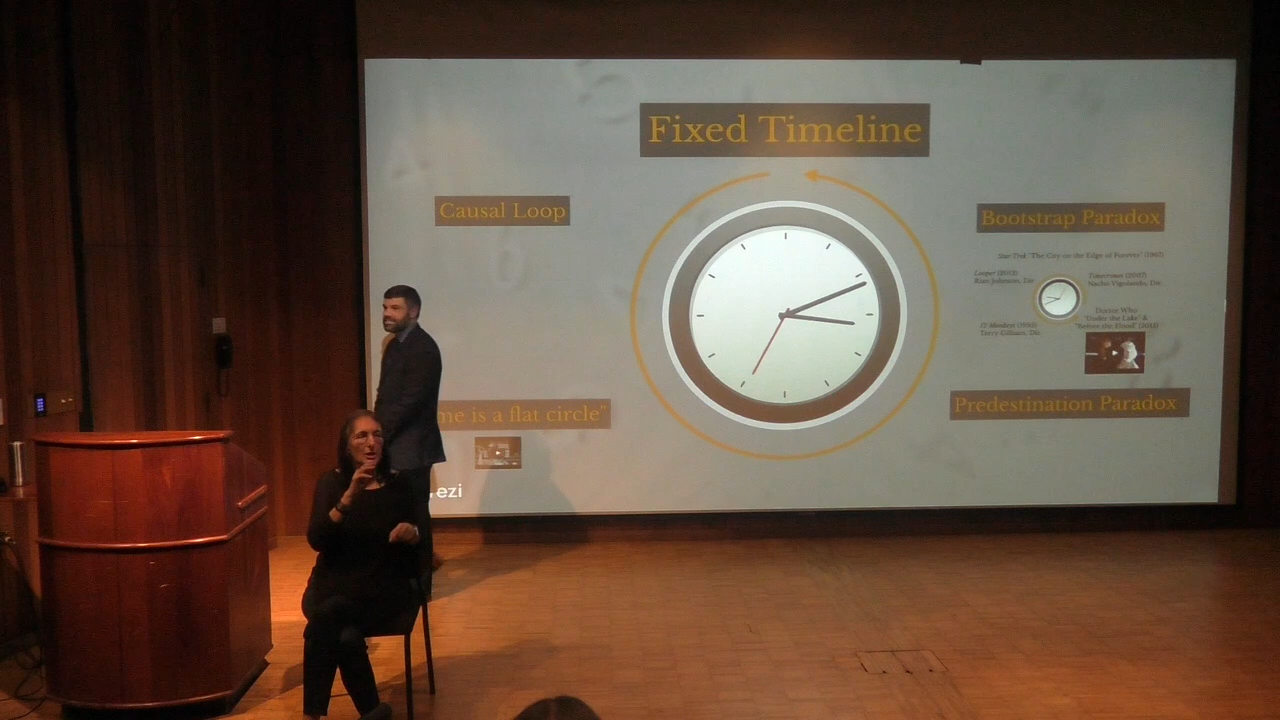 Fixed Timeline
Causal Loop
Bootstrap Paradox
Star Trek "The City on the Edge of Forever" (1967)
Looper (2012)
Rian Johnson, Dir.
Timecrimes (2007)
Nacho Vigalondo, Dir.
Doctor Who
"Under the Lake" &
"Before the Flood" (2015)
12 Monkeys (1995)
Terry Gilliam, Dir.
Predestination Paradox
me is a flat circle"
ezi